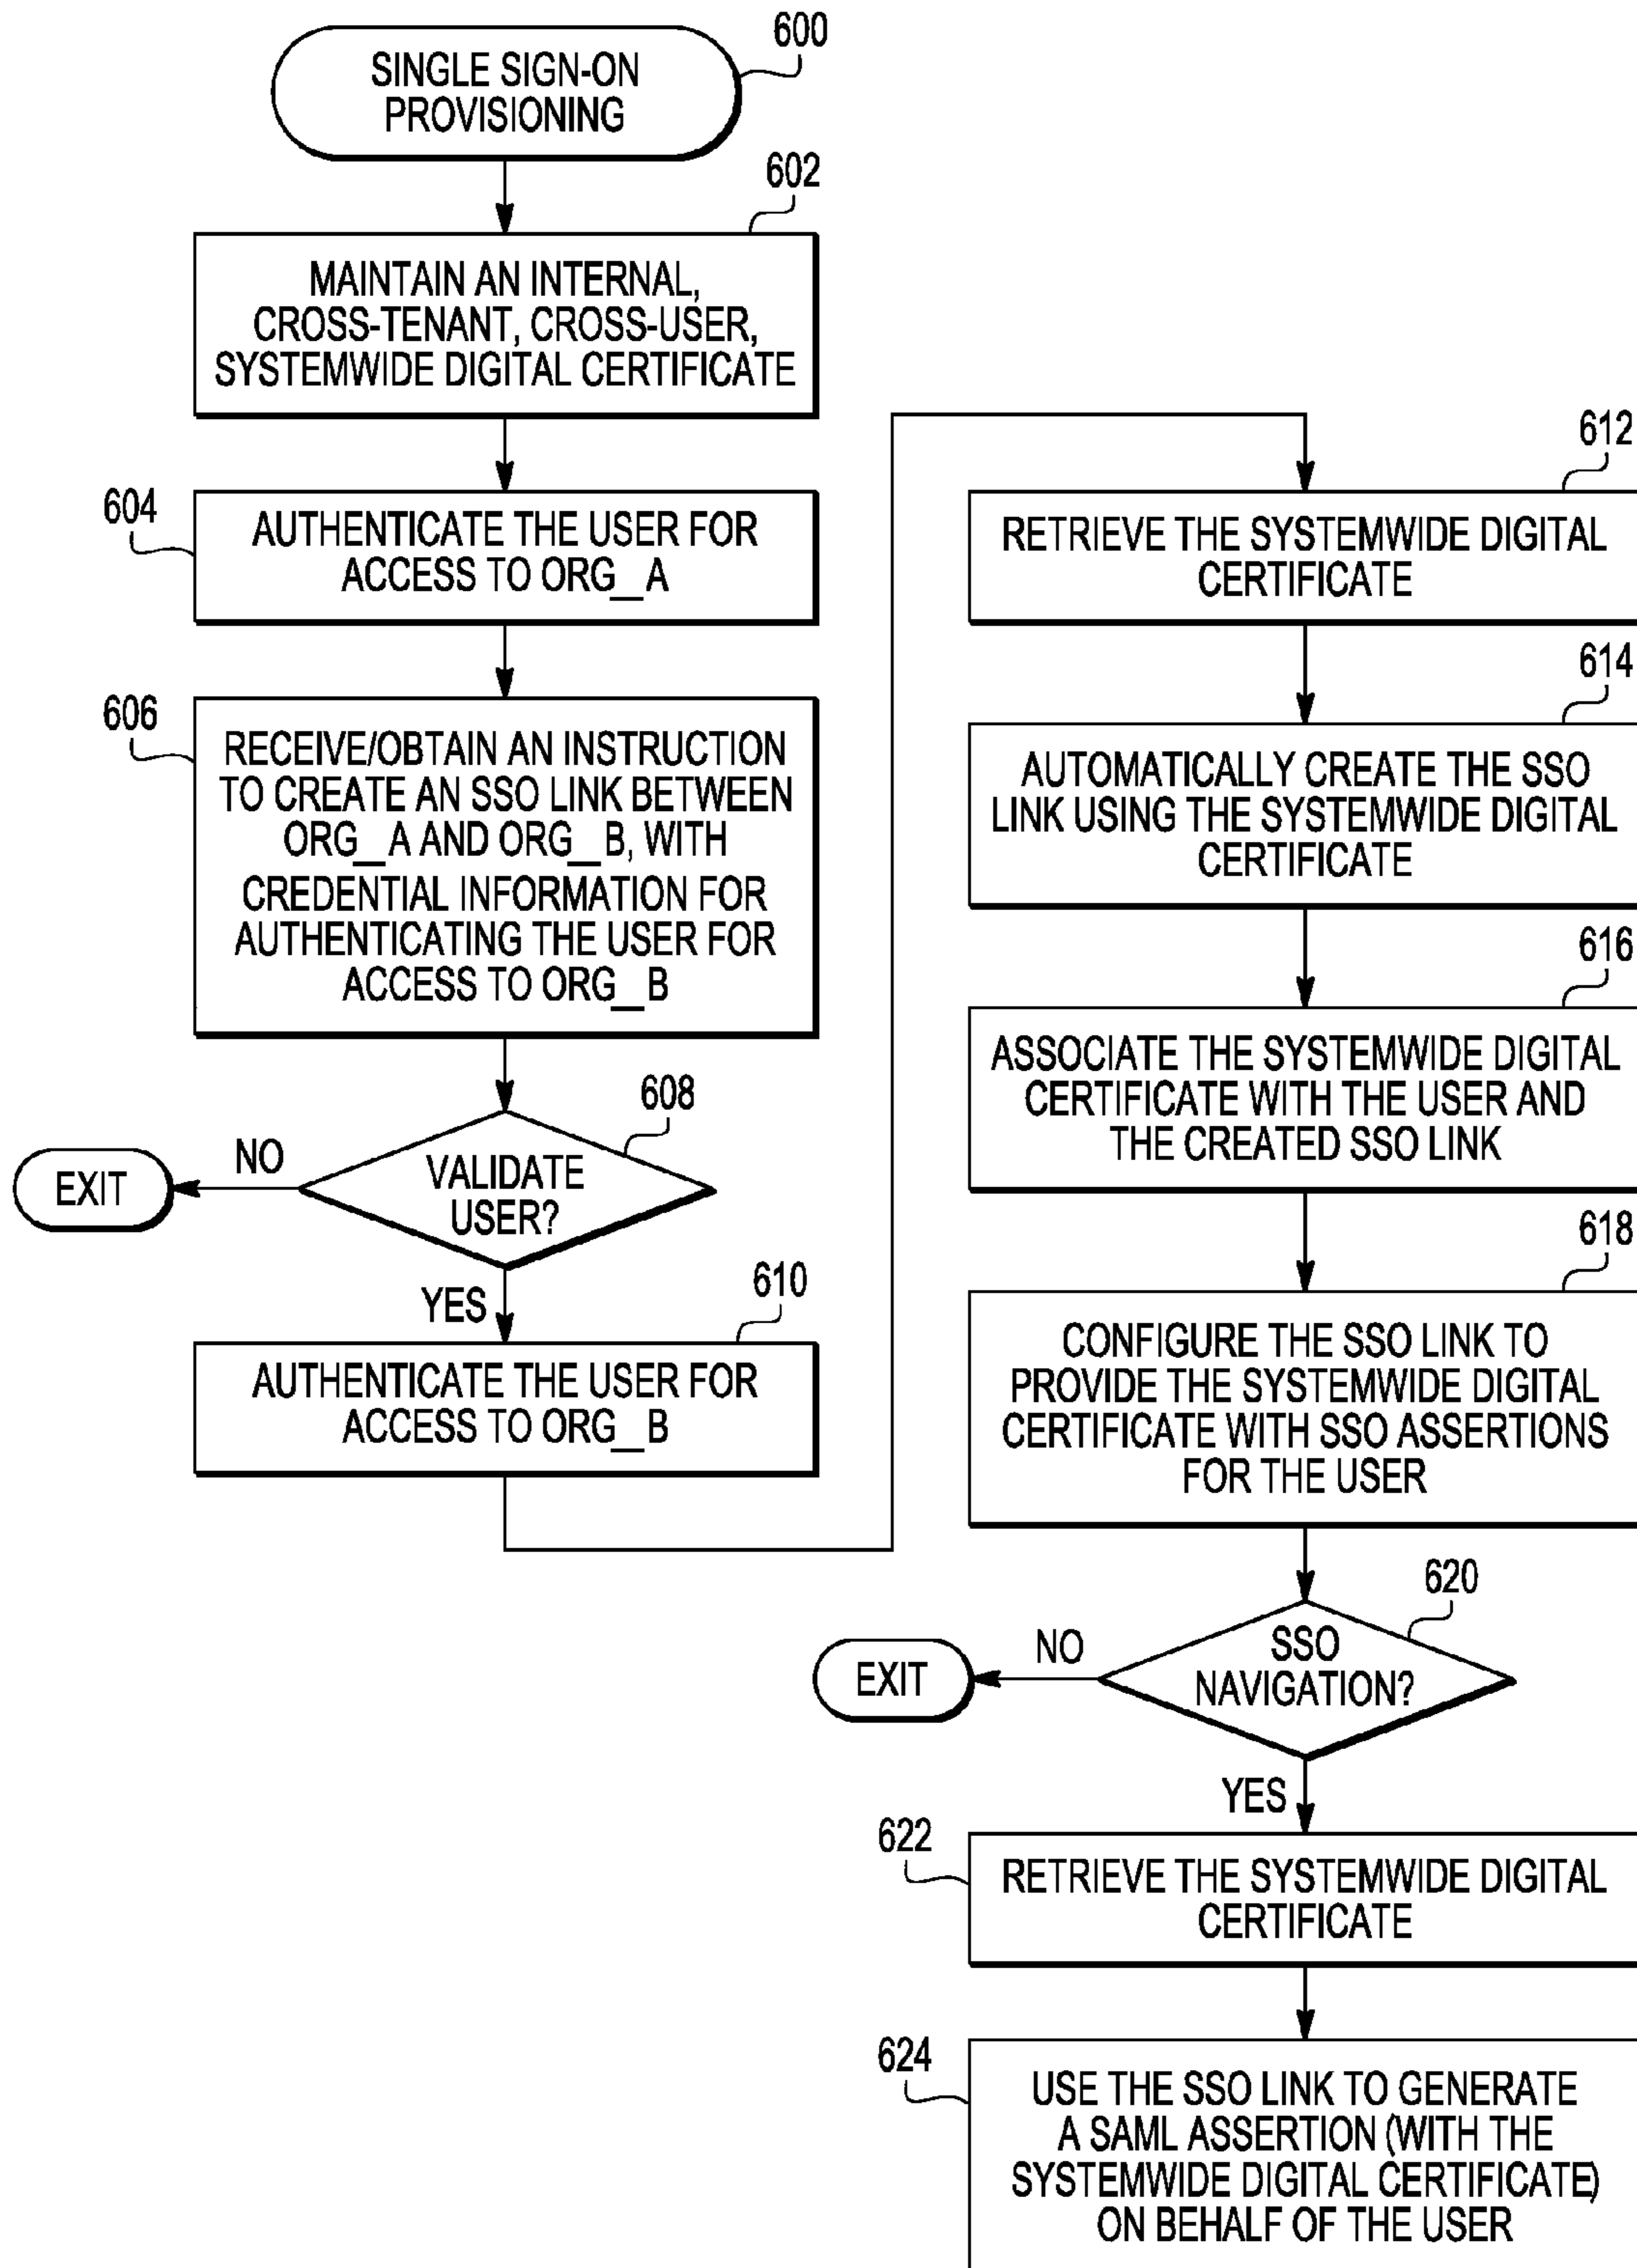 600
SINGLE SIGN-ON
PROVISIONING
602
MAINTAIN AN INTERNAL,
CROSS-TENANT, CROSS-USER,
SYSTEMWIDE DIGITAL CERTIFICATE
604
AUTHENTICATE THE USER FOR
ACCESS TO ORG__A
606
RECEIVE/OBTAIN AN INSTRUCTION
TO CREATE AN SSO LINK BETWEEN
ORG__A AND ORG__B, WITH
CREDENTIAL INFORMATION FOR
AUTHENTICATING THE USER FOR
ACCESS TO ORG__B
608
VALIDATE
USER?
NO
EXIT
YES
610
AUTHENTICATE THE USER FOR
ACCESS TO ORG__B
612
RETRIEVE THE SYSTEMWIDE DIGITAL
CERTIFICATE
614
AUTOMATICALLY CREATE THE SSO
LINK USING THE SYSTEMWIDE DIGITAL
CERTIFICATE
616
ASSOCIATE THE SYSTEMWIDE DIGITAL
CERTIFICATE WITH THE USER AND
THE CREATED SSO LINK
618
CONFIGURE THE SSO LINK TO
PROVIDE THE SYSTEMWIDE DIGITAL
CERTIFICATE WITH SSO ASSERTIONS
FOR THE USER
620
SSO
NAVIGATION?
NO
EXIT
YES
622
RETRIEVE THE SYSTEMWIDE DIGITAL
CERTIFICATE
624
USE THE SSO LINK TO GENERATE
A SAML ASSERTION (WITH THE
SYSTEMWIDE DIGITAL CERTIFICATE)
ON BEHALF OF THE USER